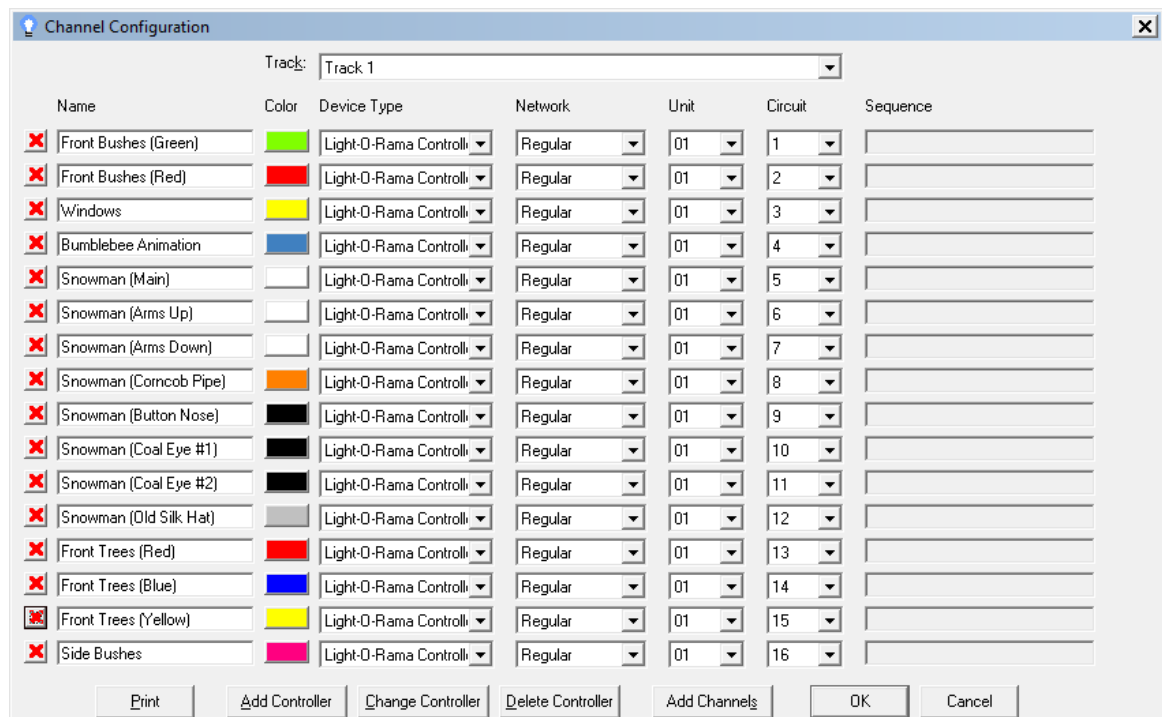 Channel Configuration
Track: Track 1
Name Color Device Type Network Unit Circuit Sequence
Front Bushes (Green) Light-O-Rama Controll Regular 01 1
Front Bushes (Red) Light-O-Rama Controll Regular 01 2
Windows Light-O-Rama Controll Regular 01 3
Bumblebee Animation Light-O-Rama Controll Regular 01 4
Snowman (Main) Light-O-Rama Controll Regular 01 5
Snowman (Arms Up) Light-O-Rama Controll Regular 01 6
Snowman (Arms Down) Light-O-Rama Controll Regular 01 7
Snowman (Corncob Pipe) Light-O-Rama Controll Regular 01 8
Snowman (Button Nose) Light-O-Rama Controll Regular 01 9
Snowman (Coal Eye #1) Light-O-Rama Controll Regular 01 10
Snowman (Coal Eye #2) Light-O-Rama Controll Regular 01 11
Snowman (Old Silk Hat) Light-O-Rama Controll Regular 01 12
Front Trees (Red) Light-O-Rama Controll Regular 01 13
Front Trees (Blue) Light-O-Rama Controll Regular 01 14
Front Trees (Yellow) Light-O-Rama Controll Regular 01 15
Side Bushes Light-O-Rama Controll Regular 01 16
Print Add Controller Change Controller Delete Controller Add Channels OK Cancel